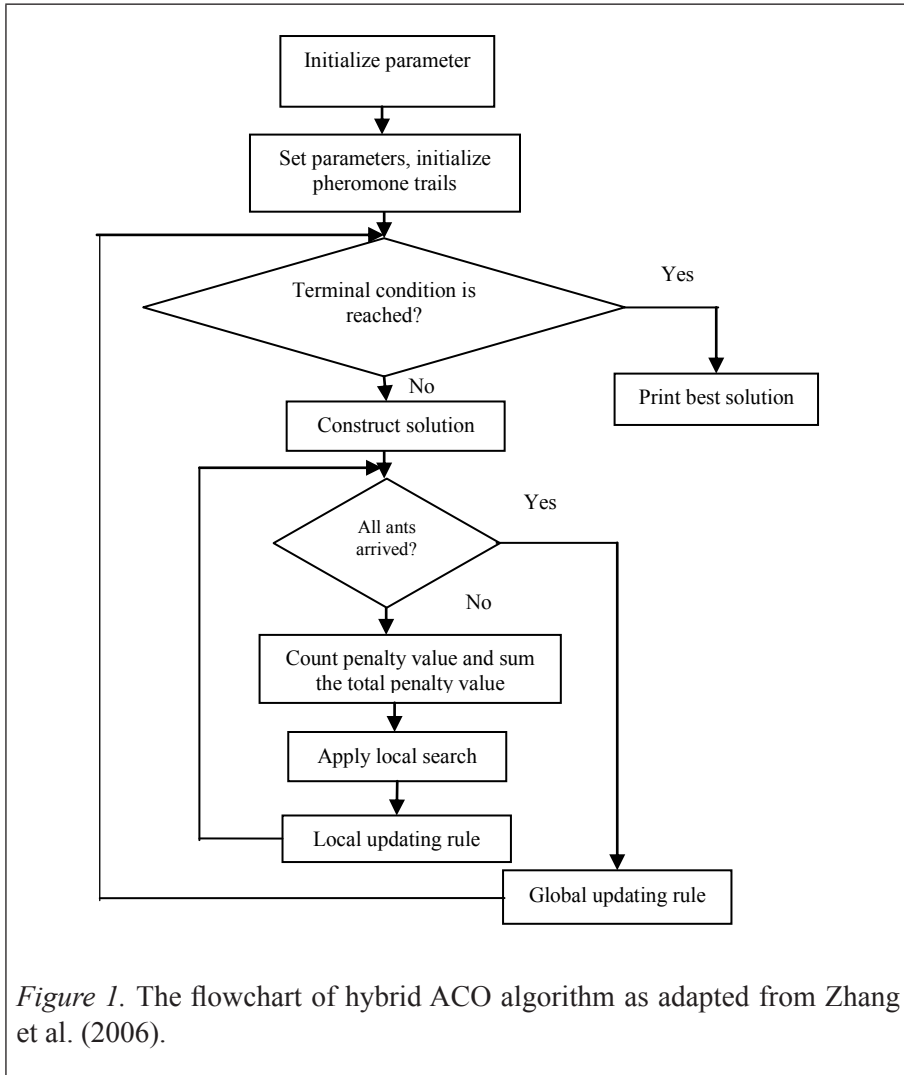 Initialize parameter
Set parameters, initialize
pheromone trails
Terminal condition is
reached?
Yes
No
Print best solution
Construct solution
All ants
arrived?
Yes
No
Count penalty value and sum
the total penalty value
Apply local search
Local updating rule
Global updating rule
Figure 1. The flowchart of hybrid ACO algorithm as adapted from Zhang
et al. (2006).